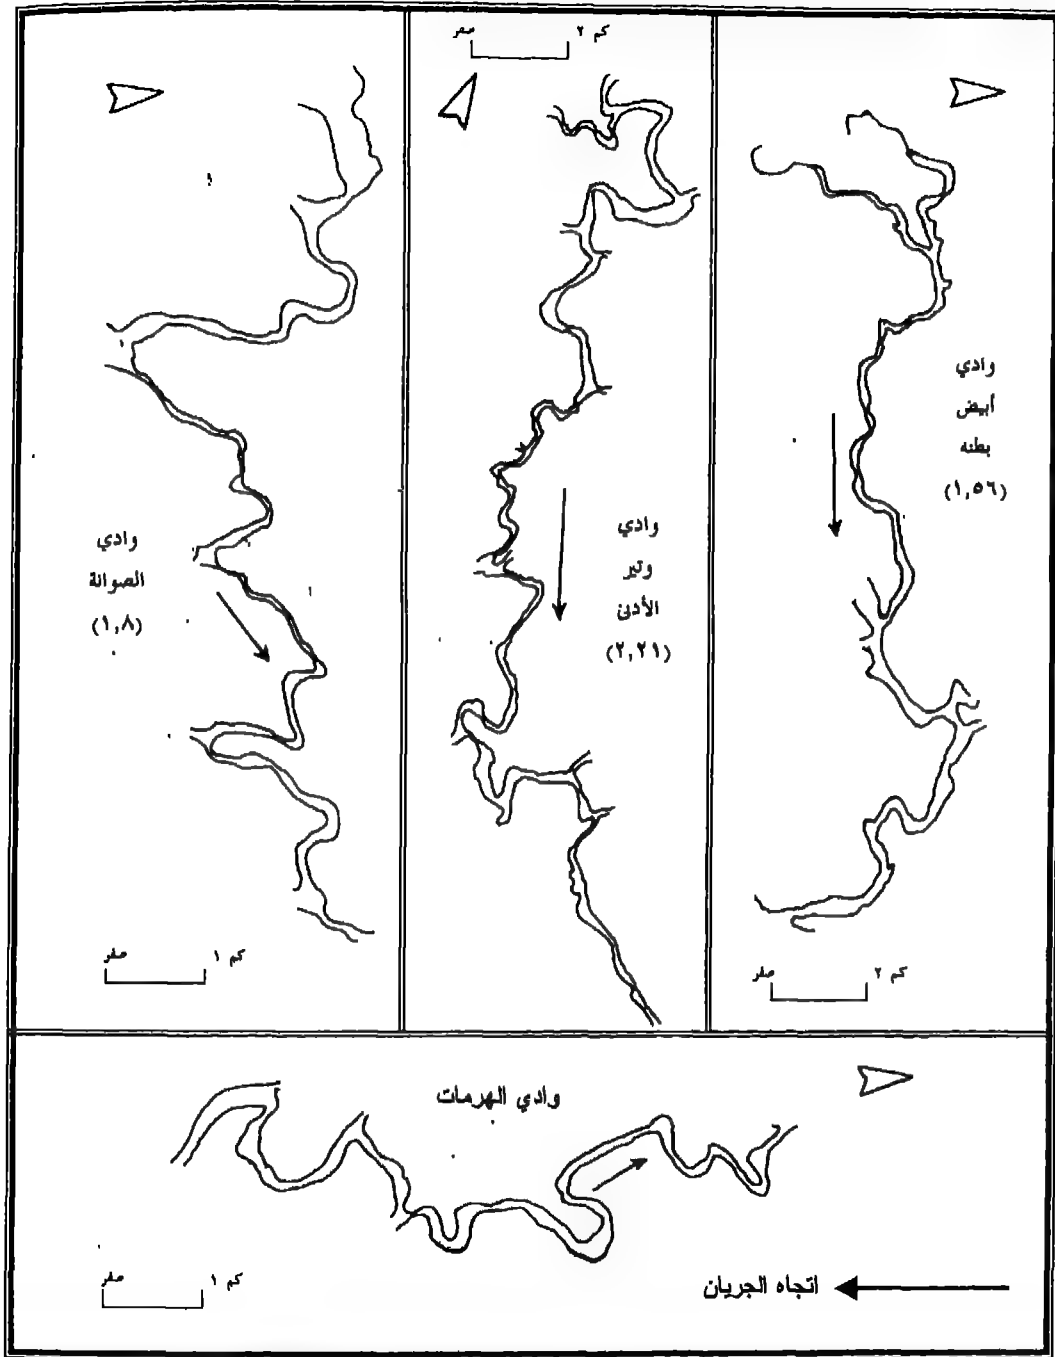 صفر ٢ كم
وادي
أبيض
بطنه
(١,٥٦)
صفر ٢ كم
وادي
وتير
الأدنى
(٢,٢١)
وادي
الصوانة
(١,٨)
صفر ١ كم
وادي الهرمات
صفر ١ كم
اتجاه الجريان